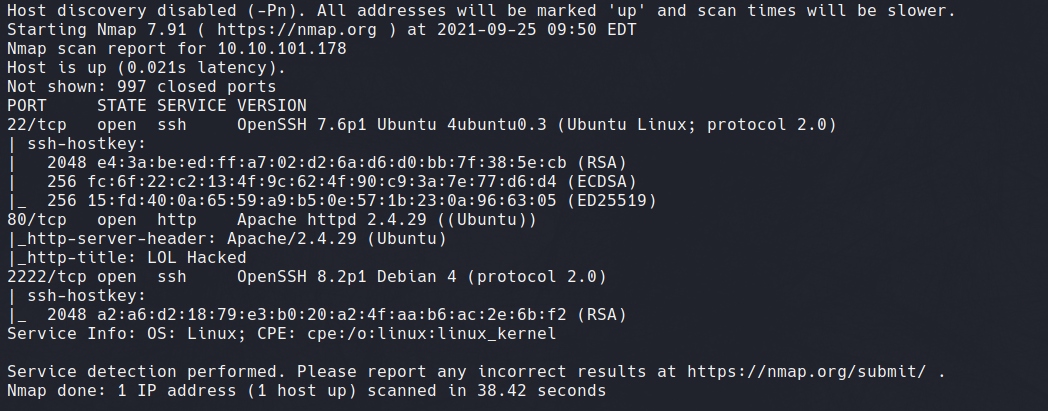 Host discovery disabled (-Pn). All addresses will be marked 'up' and scan times will be slower.
Starting Nmap 7.91 ( https://nmap.org ) at 2021-09-25 09:50 EDT
Nmap scan report for 10.10.101.178
Host is up (0.021s latency).
Not shown: 997 closed ports
PORT     STATE SERVICE VERSION
22/tcp   open  ssh     OpenSSH 7.6p1 Ubuntu 4ubuntu0.3 (Ubuntu Linux; protocol 2.0)
| ssh-hostkey:
|   2048 e4:3a:be:ed:ff:a7:02:d2:6a:d6:d0:bb:7f:38:5e:cb (RSA)
|   256 fc:6f:22:c2:13:4f:9c:62:4f:90:c9:3a:7e:77:d6:d4 (ECDSA)
|_  256 15:fd:40:0a:65:59:a9:b5:0e:57:1b:23:0a:96:63:05 (ED25519)
80/tcp   open  http    Apache httpd 2.4.29 ((Ubuntu))
|_http-server-header: Apache/2.4.29 (Ubuntu)
|_http-title: LOL Hacked
2222/tcp open  ssh     OpenSSH 8.2p1 Debian 4 (protocol 2.0)
| ssh-hostkey:
|_  2048 a2:a6:d2:18:79:e3:b0:20:a2:4f:aa:b6:ac:2e:6b:f2 (RSA)
Service Info: OS: Linux; CPE: cpe:/o:linux:linux_kernel

Service detection performed. Please report any incorrect results at https://nmap.org/submit/ .
Nmap done: 1 IP address (1 host up) scanned in 38.42 seconds